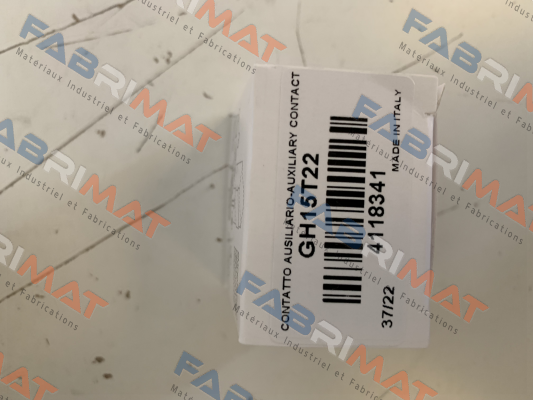 CONTATTO AUSILIARIO-AUXILIARY CONTACT
GH15T22
4118341
37/22
MADE IN ITALY
FABRIMAT
Materiaux Industriel et Fabrications